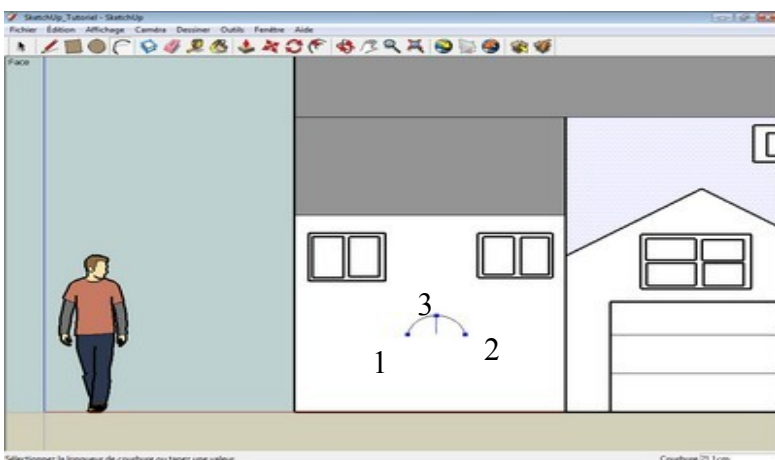 SketchUp_Tutoriel - SketchUp
Fichier Édition Affichage Caméra Dessiner Outils Fenêtre Aide
Face
3
1 2
Sélectionner la longueur de courbure ou tapez une valeur.
Courbure 21,1cm